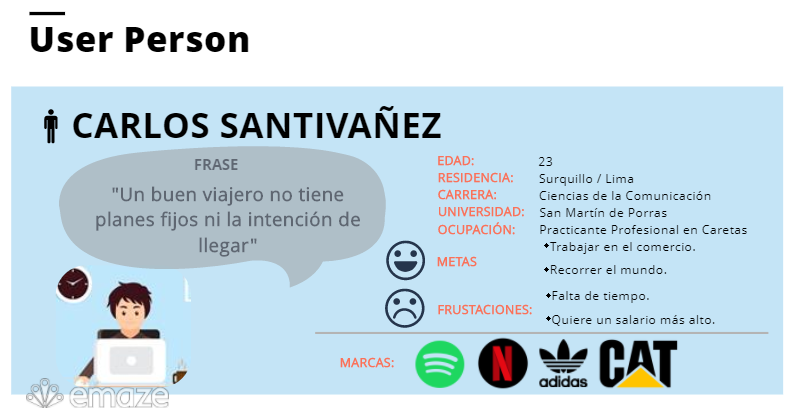 User Person
CARLOS SANTIVAÑEZ
FRASE
"Un buen viajero no tiene
planes fijos ni la intención de
llegar"
EDAD: 23
RESIDENCIA: Surquillo / Lima
CARRERA: Ciencias de la Comunicación
UNIVERSIDAD: San Martín de Porras
OCUPACIÓN: Practicante Profesional en Caretas
METAS
Trabajar en el comercio.
Recorrer el mundo.
FRUSTACIONES:
Falta de tiempo.
Quiere un salario más alto.
MARCAS:
N
adidas
CAT
emaze